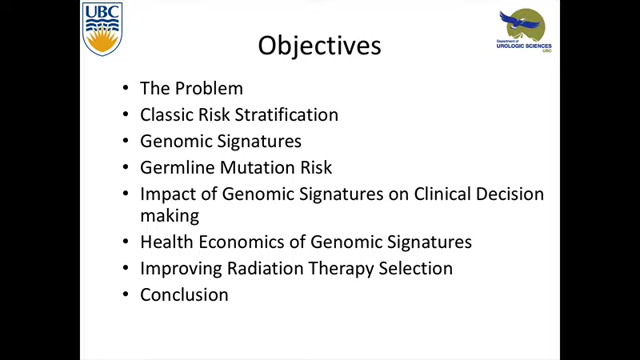 UBC
Department of
UROLOGIC SCIENCES
UBC
Objectives
• The Problem
• Classic Risk Stratification
• Genomic Signatures
• Germline Mutation Risk
• Impact of Genomic Signatures on Clinical Decision
making
• Health Economics of Genomic Signatures
• Improving Radiation Therapy Selection
• Conclusion